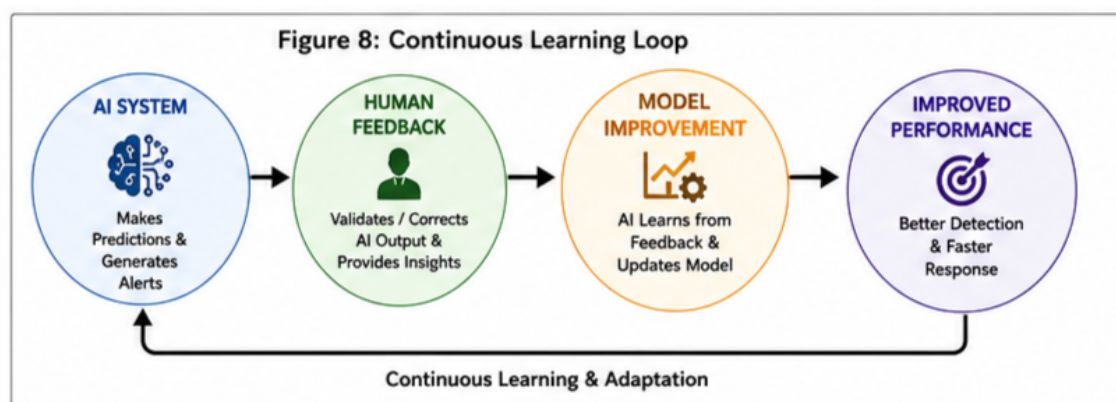 Figure 8: Continuous Learning Loop
AI SYSTEM
Makes
Predictions &
Generates
Alerts
HUMAN
FEEDBACK
Validates / Corrects
AI Output &
Provides Insights
MODEL
IMPROVEMENT
AI Learns from
Feedback &
Updates Model
IMPROVED
PERFORMANCE
Better Detection
& Faster
Response
Continuous Learning & Adaptation